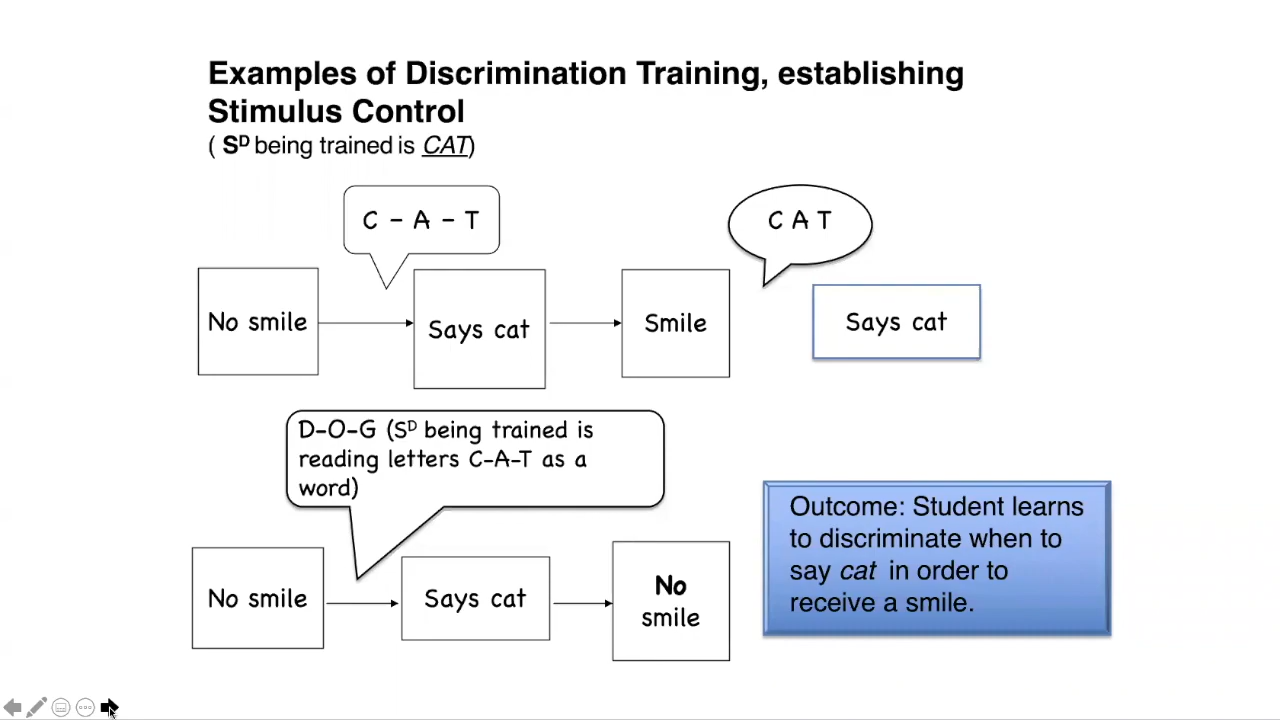 Examples of Discrimination Training, establishing
Stimulus Control
( Sᴰ being trained is CAT)
C – A – T
C A T
No smile
Says cat
Smile
Says cat
D-O-G (Sᴰ being trained is
reading letters C-A-T as a
word)
No smile
Says cat
No
smile
Outcome: Student learns
to discriminate when to
say cat in order to
receive a smile.